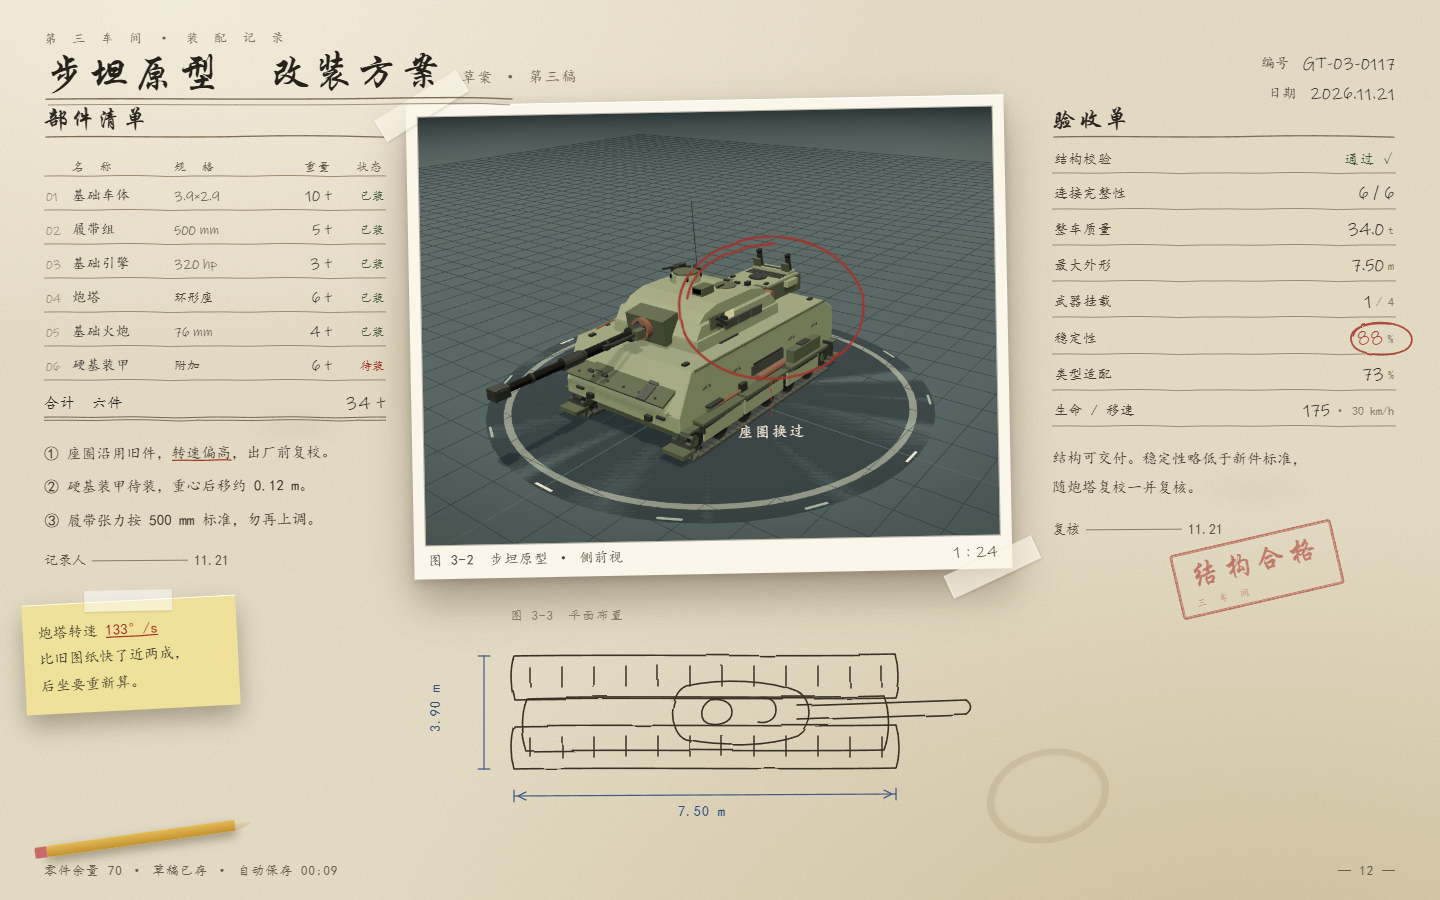 第三车间 • 装配记录
步坦原型 改装方案 草案 • 第三稿
编号 GT-03-0117
日期 2026.11.21
部件清单
名称 规格 重量 状态
01 基础车体 3.9×2.9 10 t 已装
02 履带组 500 mm 5 t 已装
03 基础引擎 320 hp 3 t 已装
04 炮塔 环形座 6 t 已装
05 基础火炮 76 mm 4 t 已装
06 硬基装甲 附加 6 t 待装
合计 六件 34 t
① 座圈沿用旧件，转速偏高，出厂前复校。
② 硬基装甲待装，重心后移约 0.12 m。
③ 履带张力按 500 mm 标准，勿再上调。
记录人 11.21
炮塔转速 133° /s
比旧图纸快了近两成，
后坐要重新算。
座圈换过
图 3-2 步坦原型 • 侧前视 1:24
图 3-3 平面布置
3.90 m
7.50 m
验收单
结构校验 通过 √
连接完整性 6 / 6
整车质量 34.0 t
最大外形 7.50 m
武器挂载 1 / 4
稳定性 88 %
类型适配 73 %
生命 / 移速 175 • 30 km/h
结构可交付。稳定性略低于新件标准，
随炮塔复校一并复核。
复核 11.21
结构合格
三车间
零件余量 70 • 草稿已存 • 自动保存 00:09
— 12 —